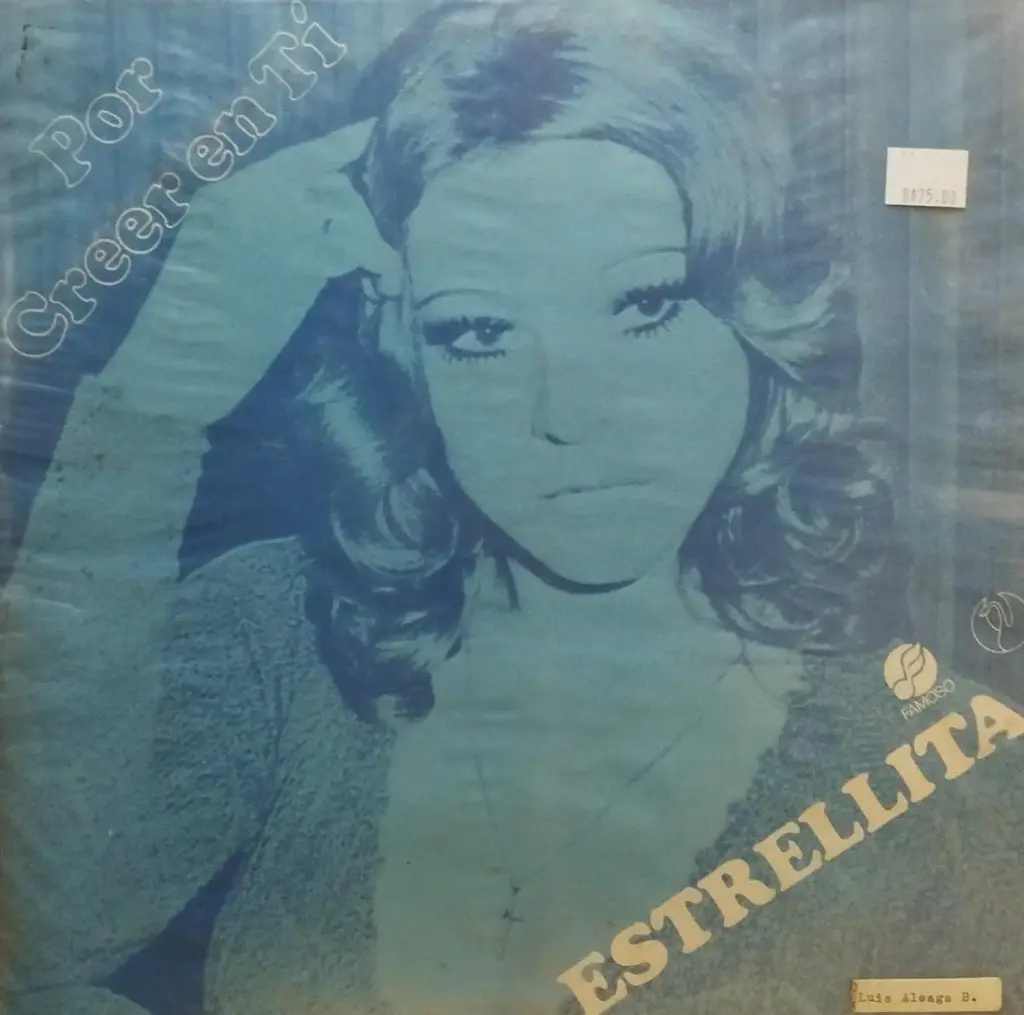 Por
Creer en Ti
FAMOSO
ESTRELLITA
Luis Aleaga B.